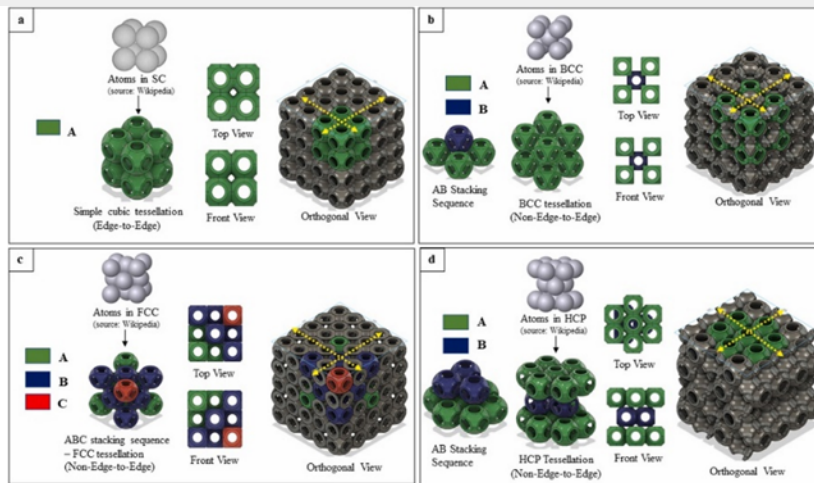 a
Atoms in SC
(source: Wikipedia)
A
Top View
Front View
Simple cubic tessellation
(Edge-to-Edge)
Orthogonal View
b
Atoms in BCC
(source: Wikipedia)
A
B
Top View
Front View
AB Stacking
Sequence
BCC tessellation
(Non-Edge-to-Edge)
Orthogonal View
c
Atoms in FCC
(source: Wikipedia)
A
B
C
Top View
Front View
ABC stacking sequence
– FCC tessellation
(Non-Edge-to-Edge)
Orthogonal View
d
Atoms in HCP
(source: Wikipedia)
A
B
Top View
Front View
AB Stacking
Sequence
HCP Tessellation
(Non-Edge-to-Edge)
Orthogonal View